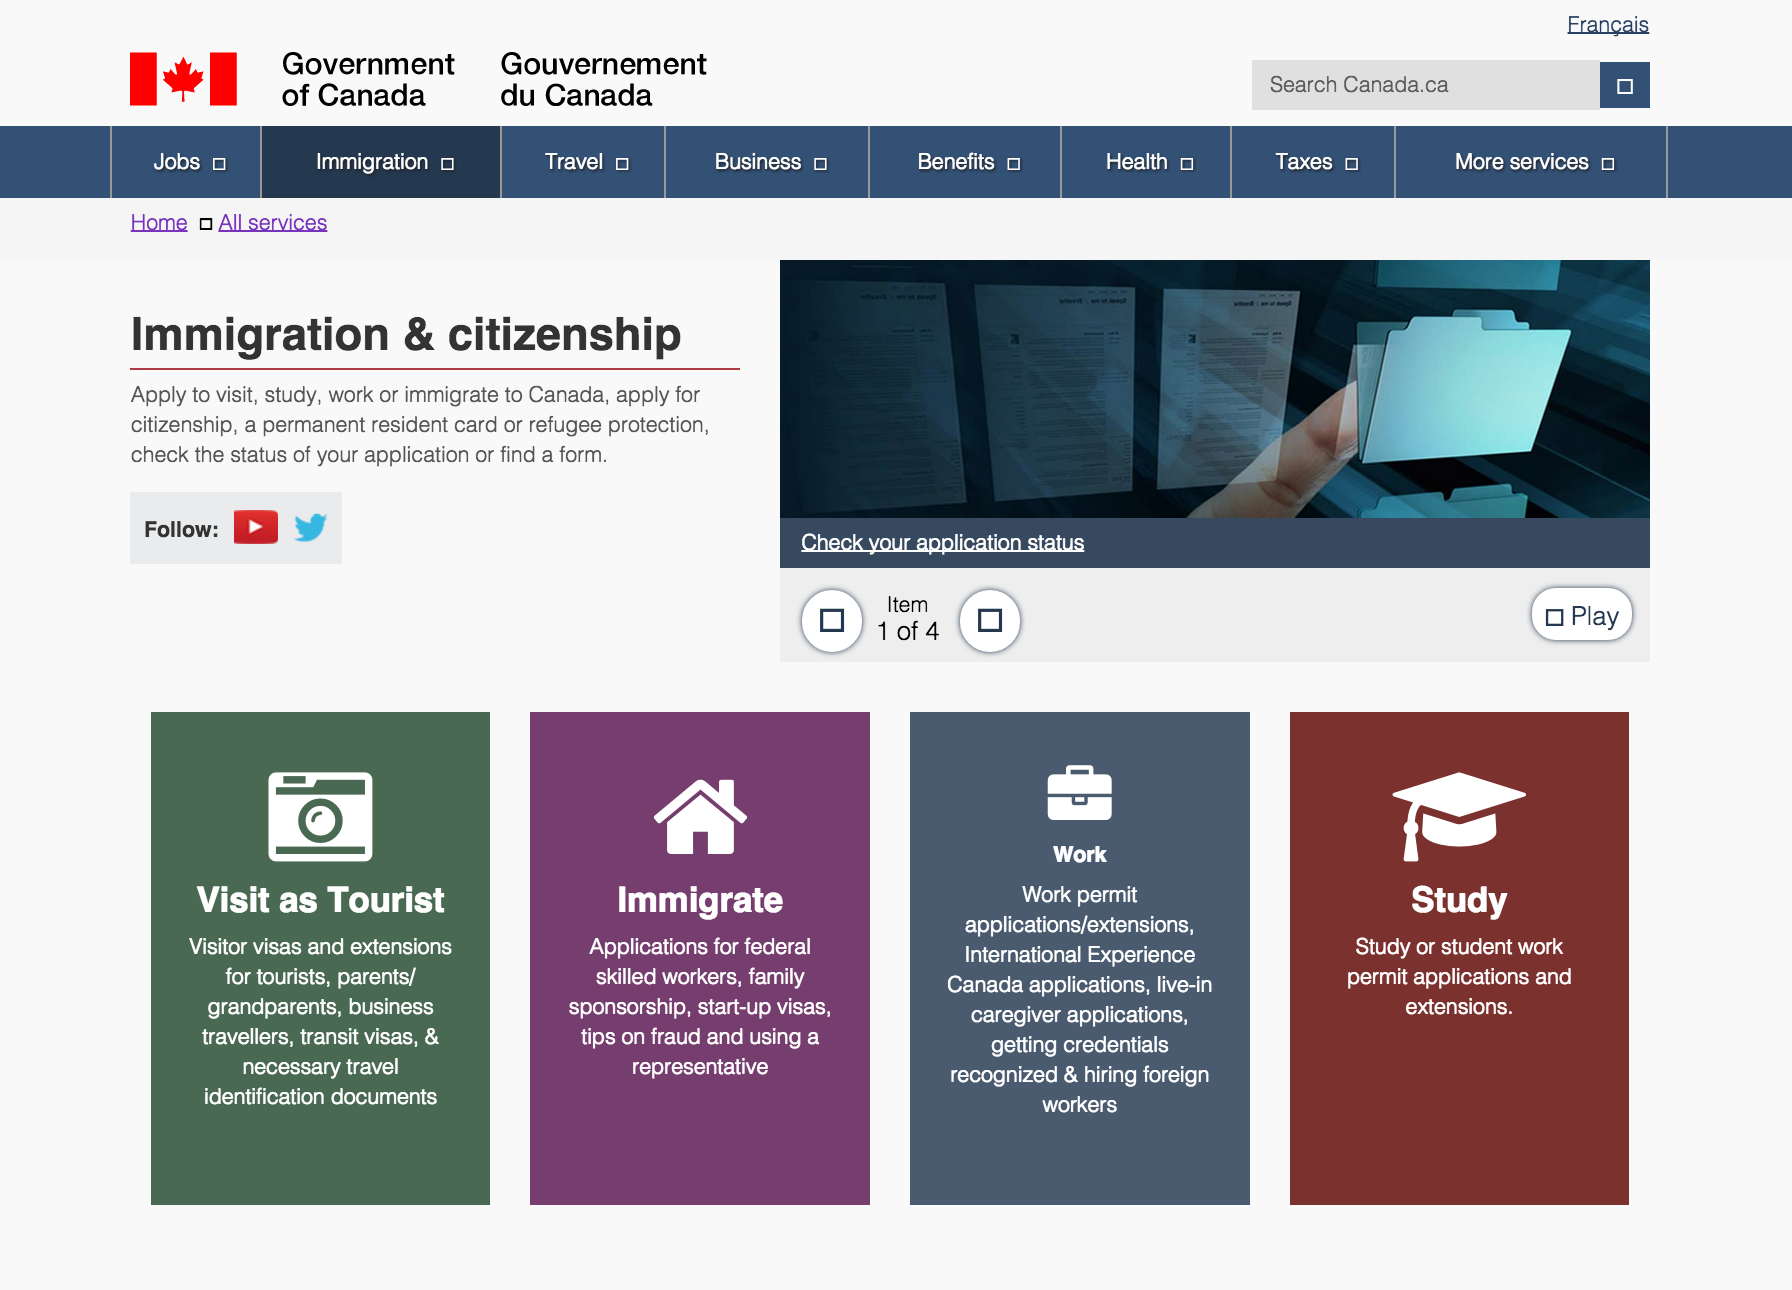 Français
Government of Canada
Gouvernement du Canada
Search Canada.ca
Jobs
Immigration
Travel
Business
Benefits
Health
Taxes
More services
Home
All services
Immigration & citizenship
Apply to visit, study, work or immigrate to Canada, apply for
citizenship, a permanent resident card or refugee protection,
check the status of your application or find a form.
Follow:
Check your application status
Item
1 of 4
Play
Visit as Tourist
Visitor visas and extensions
for tourists, parents/
grandparents, business
travellers, transit visas, &
necessary travel
identification documents
Immigrate
Applications for federal
skilled workers, family
sponsorship, start-up visas,
tips on fraud and using a
representative
Work
Work permit
applications/extensions,
International Experience
Canada applications, live-in
caregiver applications,
getting credentials
recognized & hiring foreign
workers
Study
Study or student work
permit applications and
extensions.